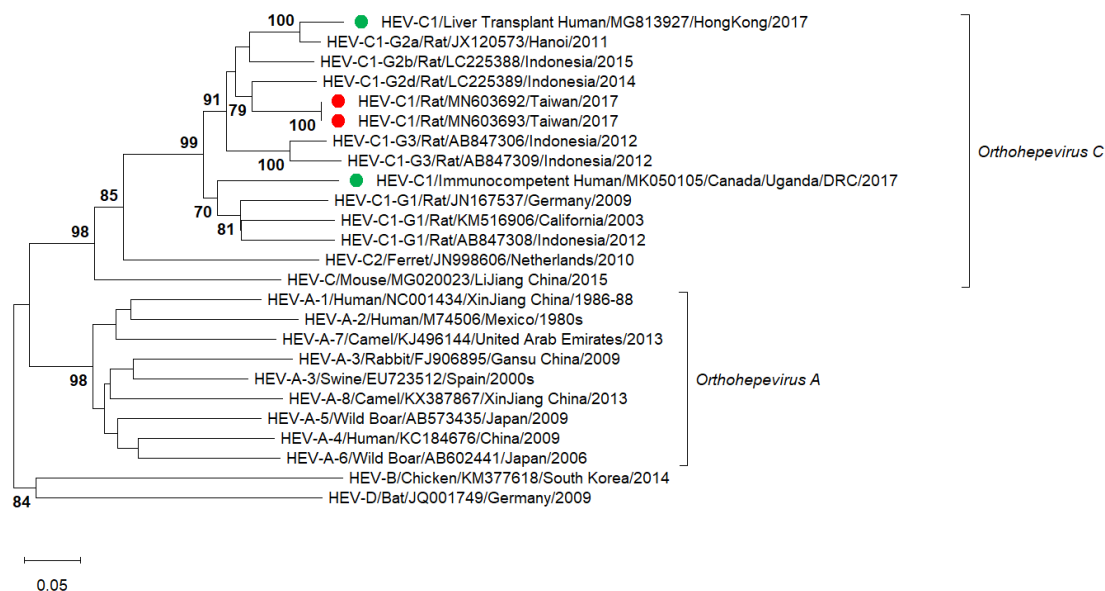 100
HEV-C1/Liver Transplant Human/MG813927/HongKong/2017
HEV-C1-G2a/Rat/JX120573/Hanoi/2011
HEV-C1-G2b/Rat/LC225388/Indonesia/2015
HEV-C1-G2d/Rat/LC225389/Indonesia/2014
91
79
HEV-C1/Rat/MN603692/Taiwan/2017
100
HEV-C1/Rat/MN603693/Taiwan/2017
99
HEV-C1-G3/Rat/AB847306/Indonesia/2012
100
HEV-C1-G3/Rat/AB847309/Indonesia/2012
Orthohepevirus C
HEV-C1/Immunocompetent Human/MK050105/Canada/Uganda/DRC/2017
85
HEV-C1-G1/Rat/JN167537/Germany/2009
70
HEV-C1-G1/Rat/KM516906/California/2003
81
98
HEV-C1-G1/Rat/AB847308/Indonesia/2012
HEV-C2/Ferret/JN998606/Netherlands/2010
HEV-C/Mouse/MG020023/LiJiang China/2015
HEV-A-1/Human/NC001434/XinJiang China/1986-88
HEV-A-2/Human/M74506/Mexico/1980s
HEV-A-7/Camel/KJ496144/United Arab Emirates/2013
HEV-A-3/Rabbit/FJ906895/Gansu China/2009
98
HEV-A-3/Swine/EU723512/Spain/2000s
Orthohepevirus A
HEV-A-8/Camel/KX387867/XinJiang China/2013
HEV-A-5/Wild Boar/AB573435/Japan/2009
HEV-A-4/Human/KC184676/China/2009
HEV-A-6/Wild Boar/AB602441/Japan/2006
HEV-B/Chicken/KM377618/South Korea/2014
84
HEV-D/Bat/JQ001749/Germany/2009
0.05